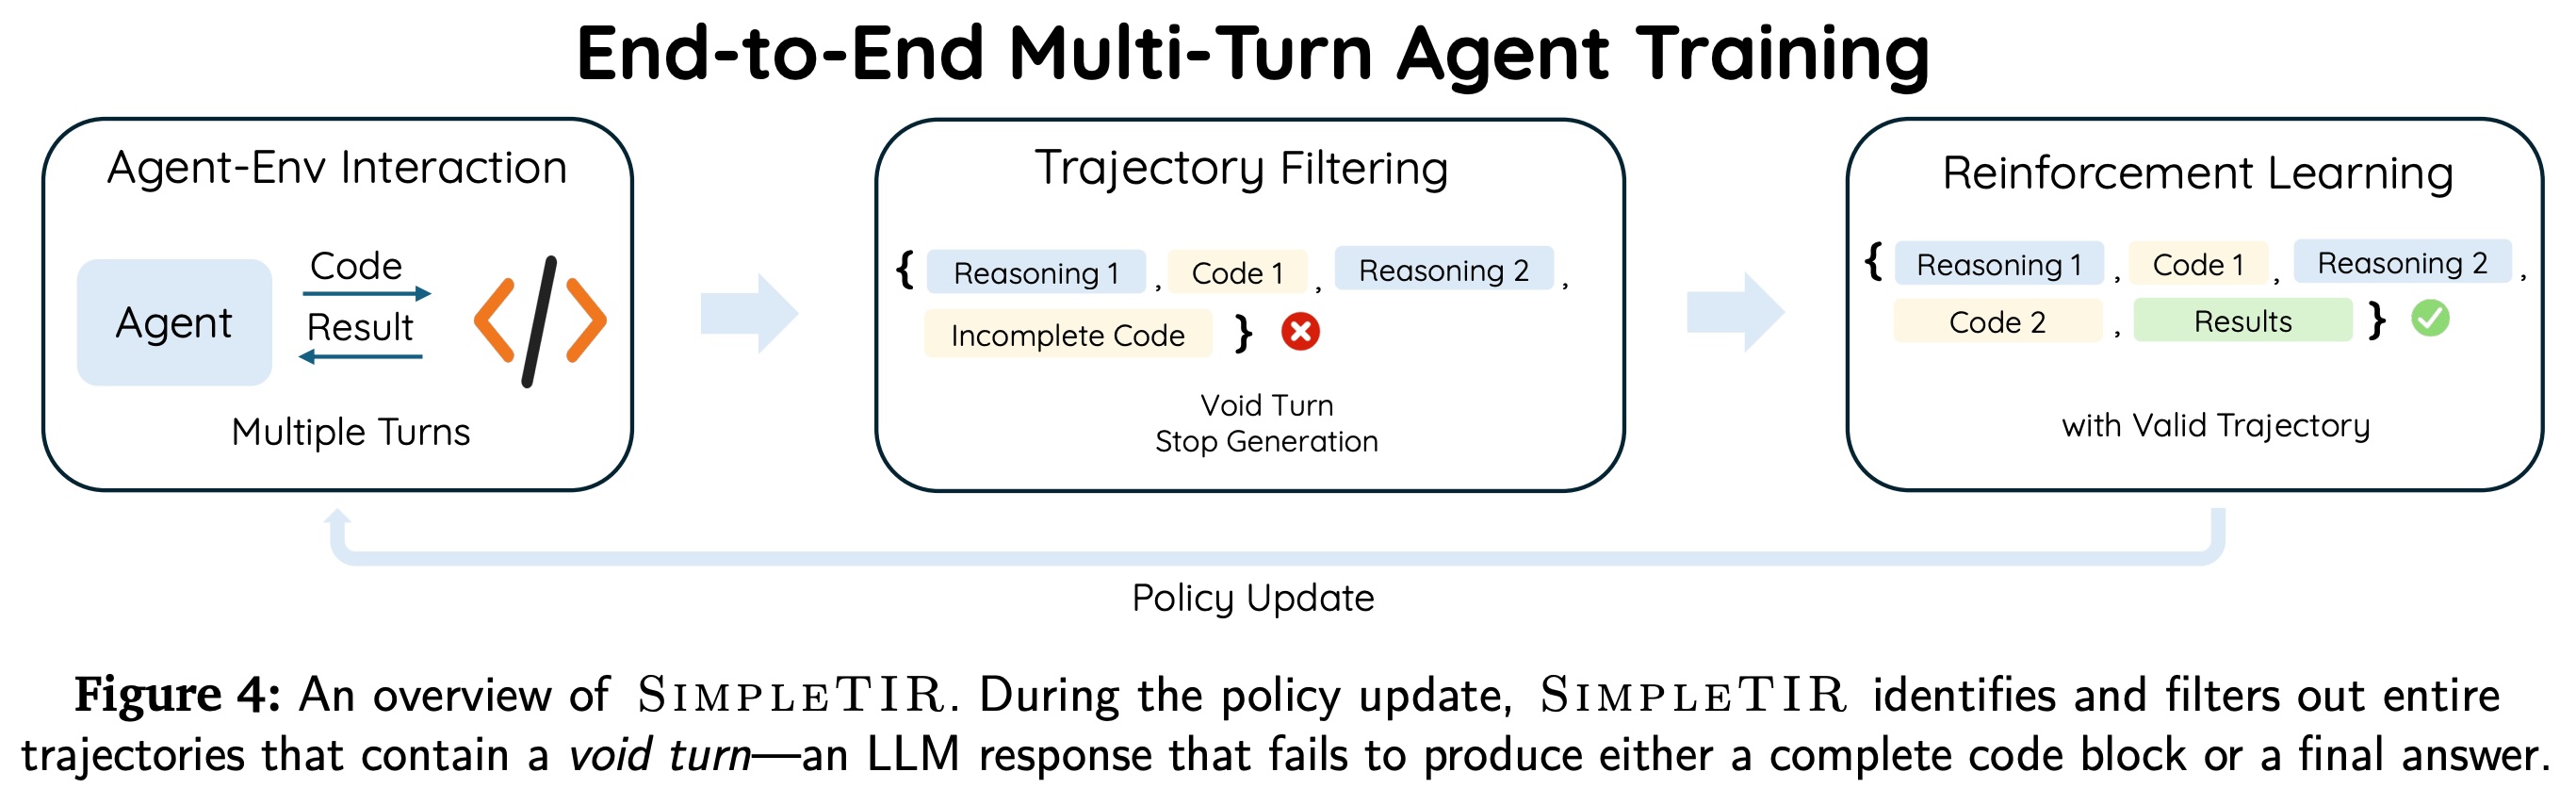 End-to-End Multi-Turn Agent Training
Agent-Env Interaction
Agent
Code
Result
</>
Multiple Turns
Trajectory Filtering
{ Reasoning 1 , Code 1 , Reasoning 2 ,
Incomplete Code }
Void Turn
Stop Generation
Reinforcement Learning
{ Reasoning 1 , Code 1 , Reasoning 2 ,
Code 2 , Results }
with Valid Trajectory
Policy Update
Figure 4: An overview of SIMPLETIR. During the policy update, SIMPLETIR identifies and filters out entire
trajectories that contain a void turn—an LLM response that fails to produce either a complete code block or a final answer.